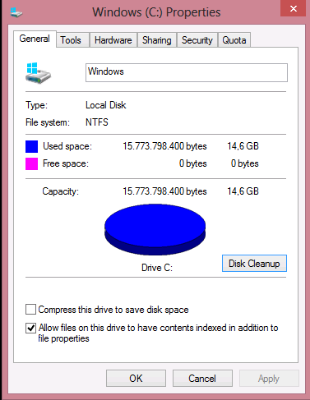 Windows (C:) Properties
General Tools Hardware Sharing Security Quota
Windows
Type: Local Disk
File system: NTFS
Used space: 15.773.798.400 bytes 14,6 GB
Free space: 0 bytes 0 bytes
Capacity: 15.773.798.400 bytes 14,6 GB
Drive C: Disk Cleanup
Compress this drive to save disk space
Allow files on this drive to have contents indexed in addition to
file properties
OK Cancel Apply